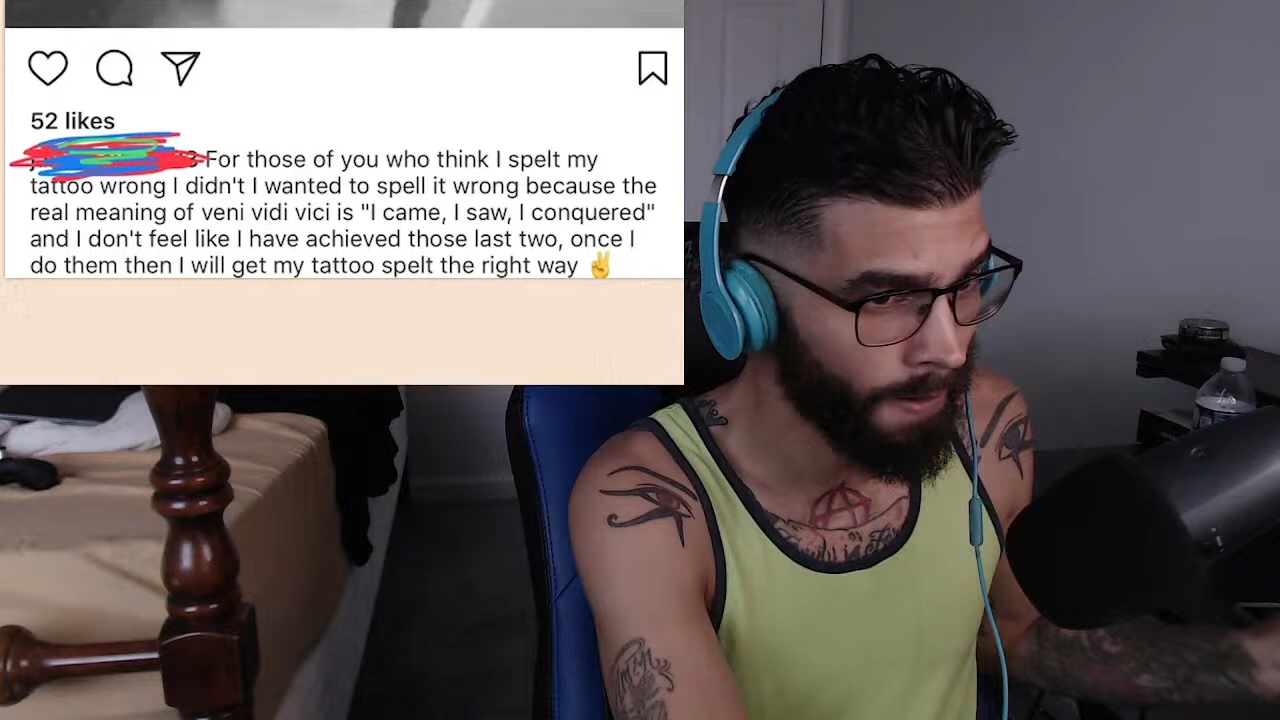 52 likes
For those of you who think I spelt my
tattoo wrong I didn't I wanted to spell it wrong because the
real meaning of veni vidi vici is "I came, I saw, I conquered"
and I don't feel like I have achieved those last two, once I
do them then I will get my tattoo spelt the right way ✌️